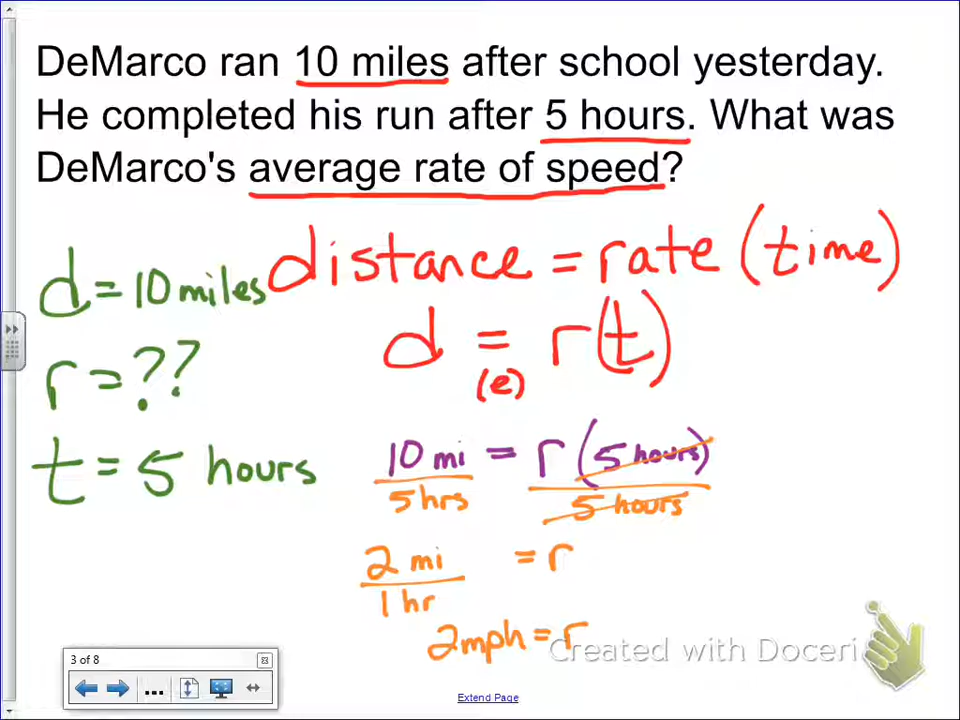 DeMarco ran 10 miles after school yesterday.
He completed his run after 5 hours. What was
DeMarco's average rate of speed?
distance = rate (time)
d = 10 miles
d = r(t)
(e)
r = ??
t = 5 hours
10 mi = r (5 hours)
5 hrs 5 hours
2 mi = r
1 hr
2mph = r
Created with Doceri
3 of 8
...
Extend Page